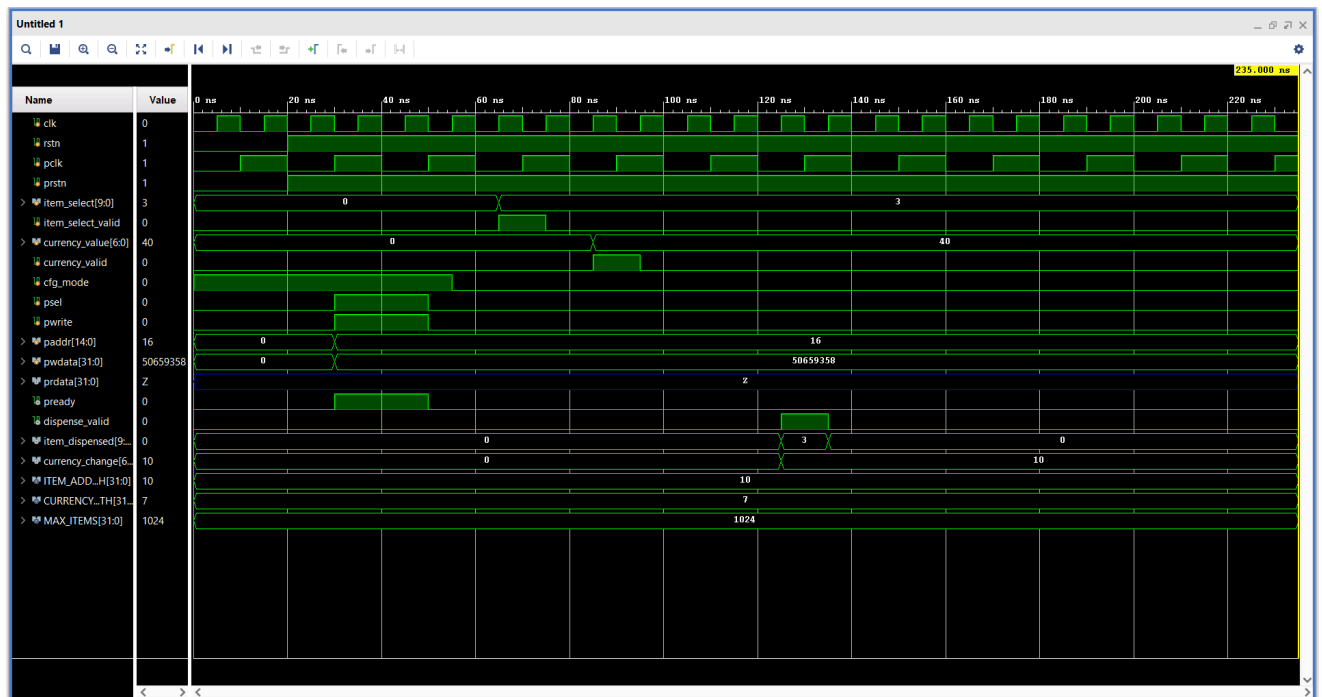 Untitled 1
235.000 ns
Name Value 0 ns 20 ns 40 ns 60 ns 80 ns 100 ns 120 ns 140 ns 160 ns 180 ns 200 ns 220 ns
clk 0
rstn 1
pclk 1
prstn 1
item_select[9:0] 3 0 3
item_select_valid 0
currency_value[6:0] 40 0 40
currency_valid 0
cfg_mode 0
psel 0
pwrite 0
paddr[14:0] 16 0 16
pwdata[31:0] 50659358 0 50659358
prdata[31:0] Z Z
pready 0
dispense_valid 0
item_dispensed[9:... 0 0 3 0
currency_change[6... 10 0 10
ITEM_ADD...H[31:0] 10 10
CURRENCY...TH[31... 7 7
MAX_ITEMS[31:0] 1024 1024